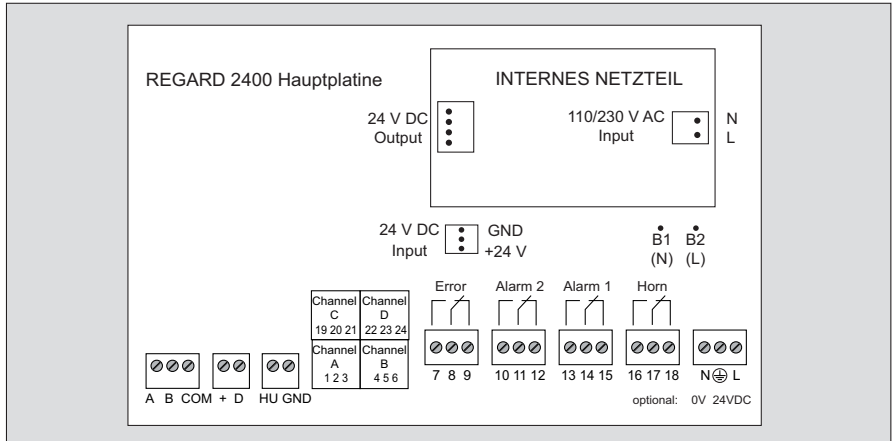 REGARD 2400 Hauptplatine
INTERNES NETZTEIL
24 V DC
Output
110/230 V AC
Input
N
L
24 V DC
Input
GND
+24 V
B1
(N)
B2
(L)
Channel
C
19 20 21
Channel
D
22 23 24
Channel
A
1 2 3
Channel
B
4 5 6
Error
Alarm 2
Alarm 1
Horn
A B COM + D HU GND
7 8 9
10 11 12
13 14 15
16 17 18
N L
optional: 0V 24VDC